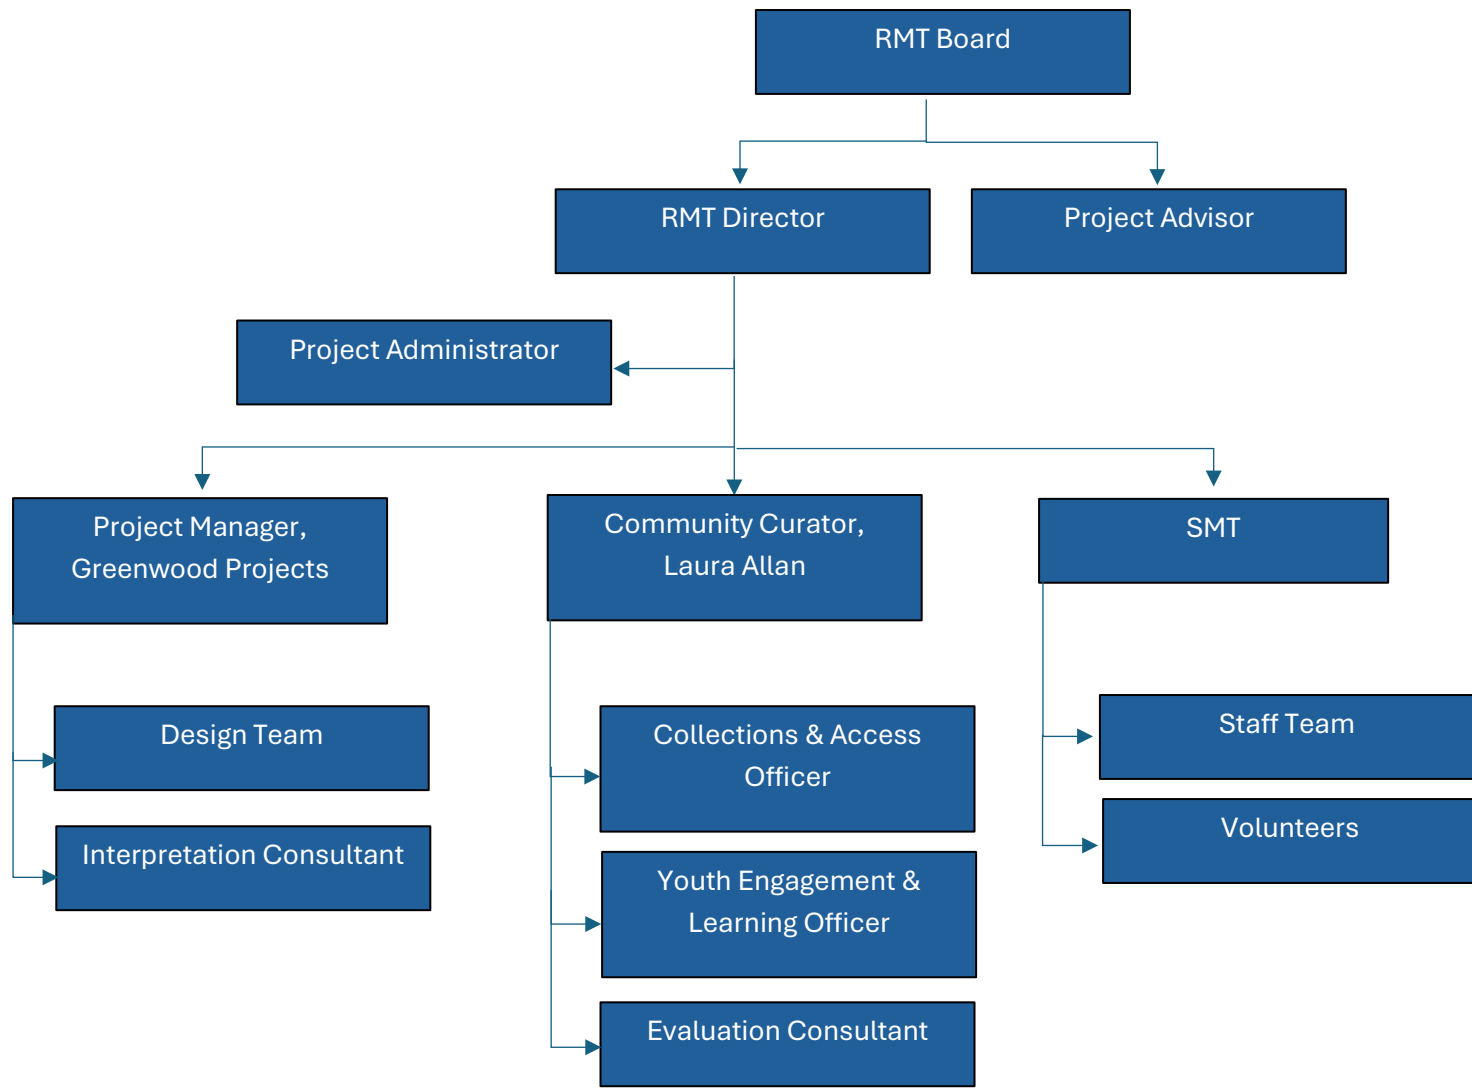 RMT Board
RMT Director
Project Advisor
Project Administrator
Project Manager,
Greenwood Projects
Community Curator,
Laura Allan
SMT
Design Team
Interpretation Consultant
Collections & Access
Officer
Youth Engagement &
Learning Officer
Evaluation Consultant
Staff Team
Volunteers